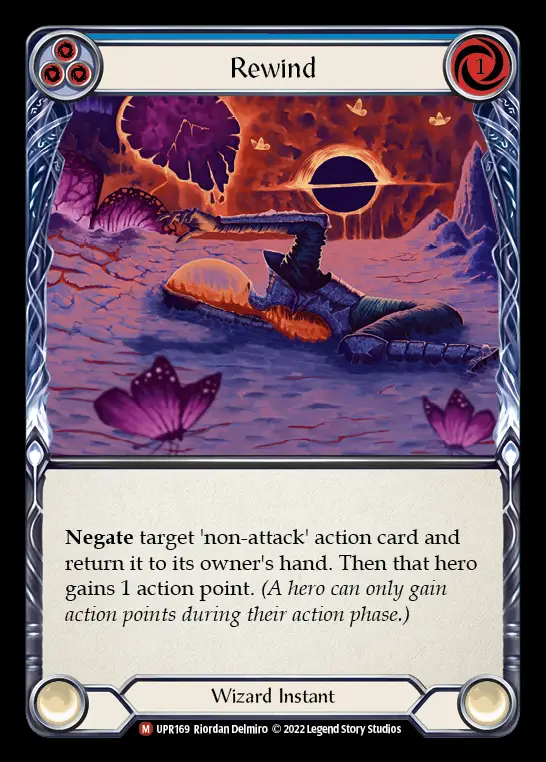 Rewind
1
Negate target 'non-attack' action card and
return it to its owner's hand. Then that hero
gains 1 action point. (A hero can only gain
action points during their action phase.)
Wizard Instant
M UPR169 Riordan Delmiro © 2022 Legend Story Studios